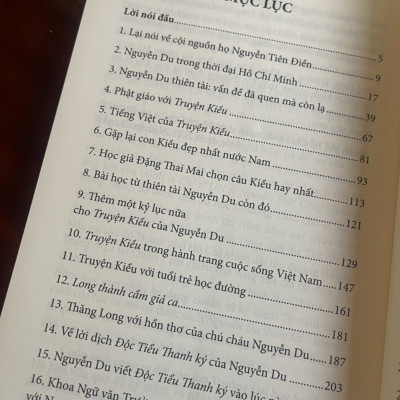 MỤC LỤC
Lời nói đầu 5
1. Lại nói về cội nguồn họ Nguyễn Tiên Điền 9
2. Nguyễn Du trong thời đại Hồ Chí Minh 17
3. Nguyễn Du thiên tài: vấn đề đã quen mà còn lạ 39
4. Phật giáo với Truyện Kiều 67
5. Tiếng Việt của Truyện Kiều 81
6. Gặp lại con Kiều đẹp nhất nước Nam 93
7. Học giả Đặng Thai Mai chọn câu Kiều hay nhất 113
8. Bài học từ thiên tài Nguyễn Du còn đó 121
9. Thêm một kỷ lục nữa
cho Truyện Kiều của Nguyễn Du 129
10. Truyện Kiều trong hành trang cuộc sống Việt Nam 147
11. Truyện Kiều với tuổi trẻ học đường 161
12. Long thành cầm giả ca 181
13. Thăng Long với hồn thơ của chú cháu Nguyễn Du 187
14. Về lời dịch Độc Tiểu Thanh ký của Nguyễn Du 203
15. Nguyễn Du viết Độc Tiểu Thanh ký vào lúc
16. Khoa Ngữ văn
với